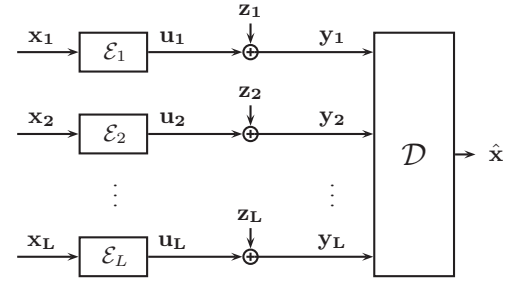 z₁
x₁ ℰ₁ u₁ y₁
z₂
x₂ ℰ₂ u₂ y₂
𝒟 x̂
⋮ ⋮
z_L
x_L ℰ_L u_L y_L